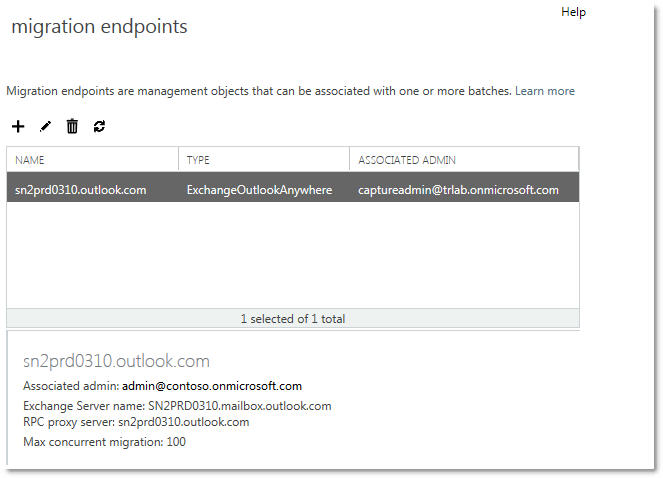 Help
migration endpoints
Migration endpoints are management objects that can be associated with one or more batches. Learn more
NAME TYPE ASSOCIATED ADMIN
sn2prd0310.outlook.com ExchangeOutlookAnywhere captureadmin@trlab.onmicrosoft.com
1 selected of 1 total
sn2prd0310.outlook.com
Associated admin: admin@contoso.onmicrosoft.com
Exchange Server name: SN2PRD0310.mailbox.outlook.com
RPC proxy server: sn2prd0310.outlook.com
Max concurrent migration: 100